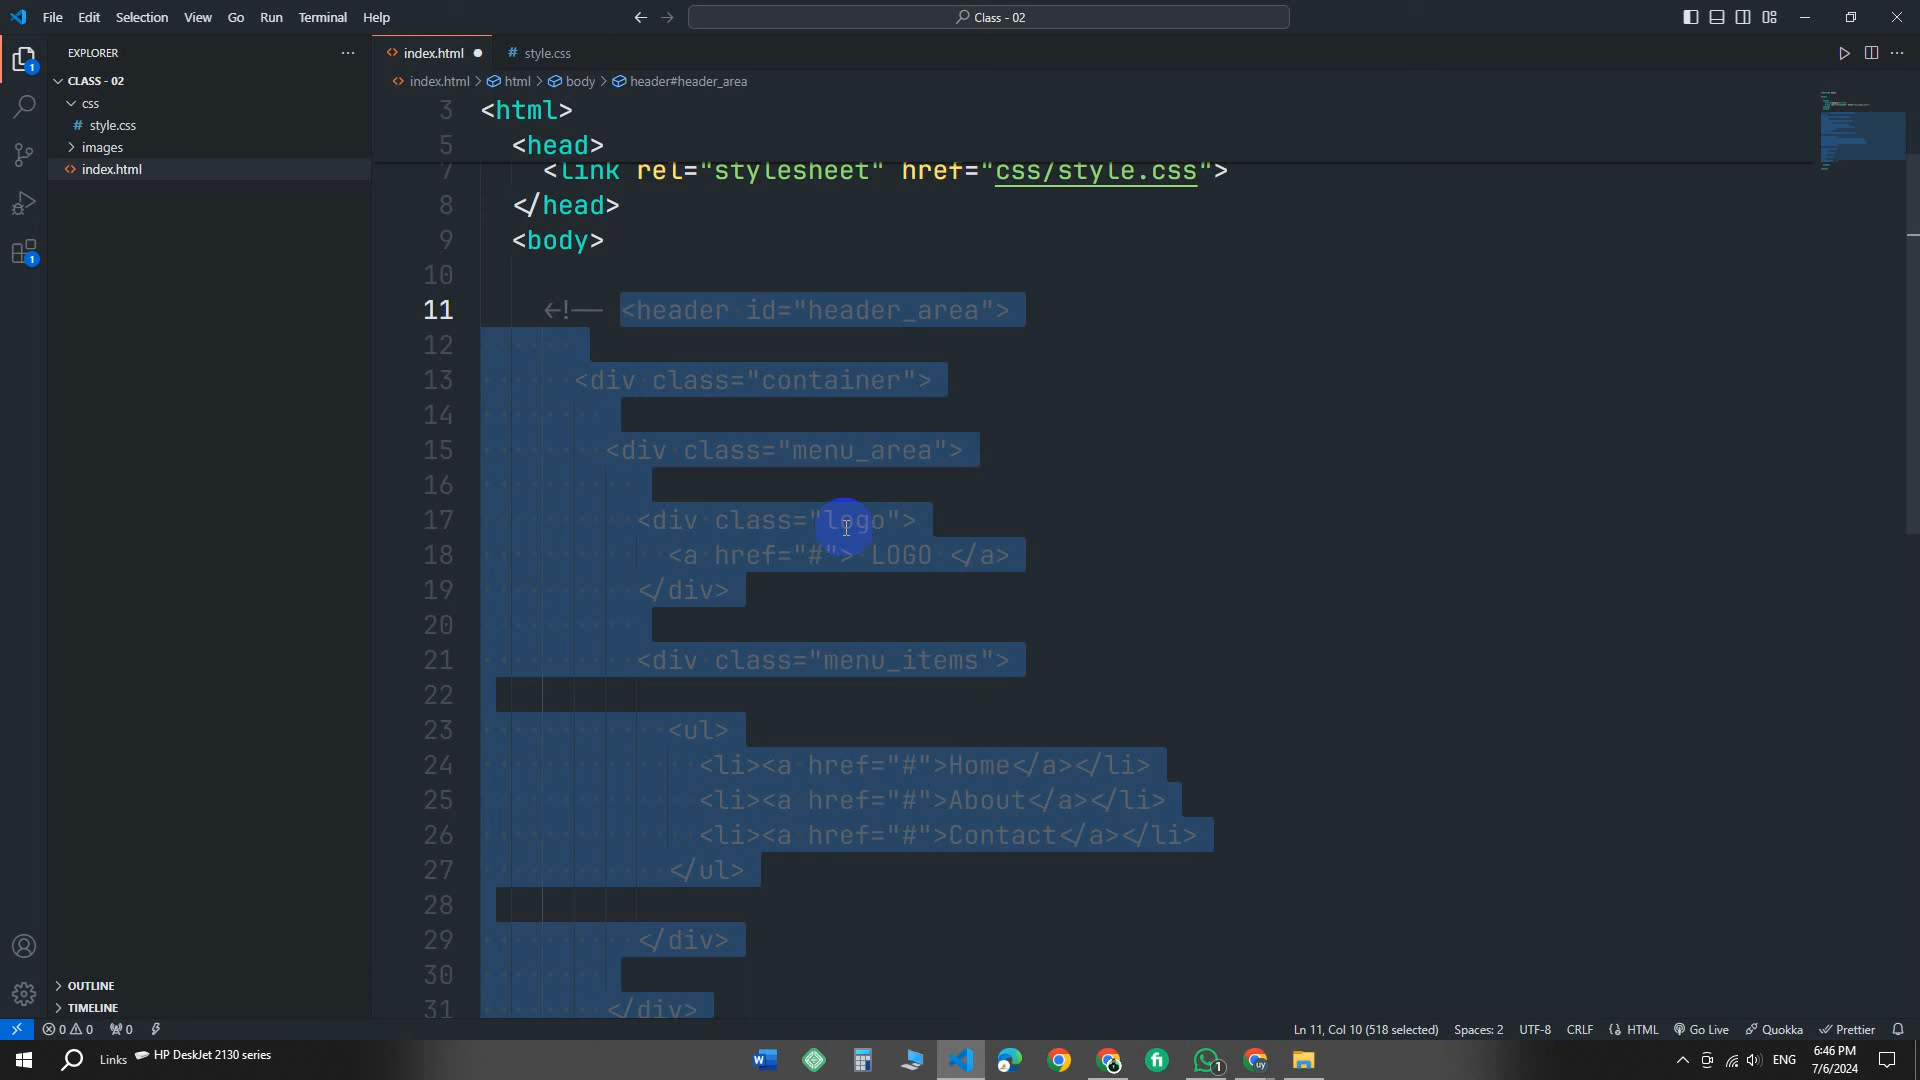 File Edit Selection View Go Run Terminal Help
Class - 02
EXPLORER
CLASS - 02
css
# style.css
images
<> index.html
OUTLINE
TIMELINE
<> index.html
# style.css
<> index.html > html > body > header#header_area
3 <html>
5 <head>
7 <link rel="stylesheet" href="css/style.css">
8 </head>
9 <body>
10
11 <!-- <header id="header_area">
12
13 <div class="container">
14
15 <div class="menu_area">
16
17 <div class="logo">
18 <a href="#"> LOGO </a>
19 </div>
20
21 <div class="menu_items">
22
23 <ul>
24 <li><a href="#">Home</a></li>
25 <li><a href="#">About</a></li>
26 <li><a href="#">Contact</a></li>
27 </ul>
28
29 </div>
30
31 </div>
0 0 0
Ln 11, Col 10 (518 selected) Spaces: 2 UTF-8 CRLF HTML Go Live Quokka Prettier
Links HP DeskJet 2130 series
ENG
6:46 PM
7/6/2024